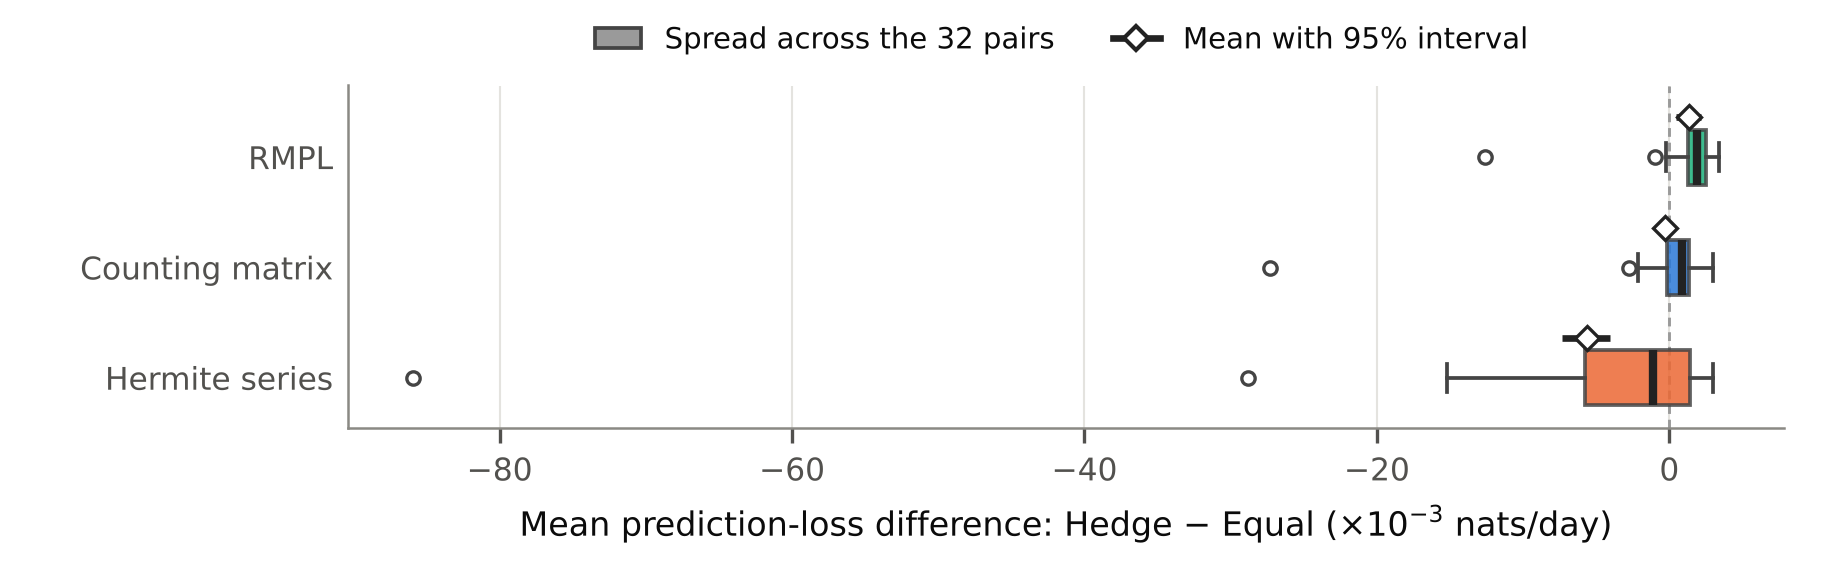 Spread across the 32 pairs
Mean with 95% interval
RMPL
Counting matrix
Hermite series
−80
−60
−40
−20
0
Mean prediction-loss difference: Hedge − Equal (×10⁻³ nats/day)